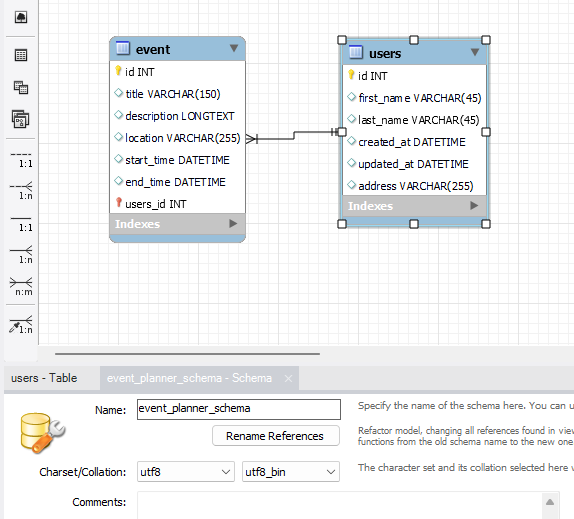 event
id INT
title VARCHAR(150)
description LONGTEXT
location VARCHAR(255)
start_time DATETIME
end_time DATETIME
users_id INT
Indexes
users
id INT
first_name VARCHAR(45)
last_name VARCHAR(45)
created_at DATETIME
updated_at DATETIME
address VARCHAR(255)
Indexes
1:1
1:n
1:1
1:n
n:m
1:n
users - Table
event_planner_schema - Schema
Name:
event_planner_schema
Specify the name of the schema here. You can u
Rename References
Refactor model, changing all references found in view
functions from the old schema name to the new one
Charset/Collation:
utf8
utf8_bin
The character set and its collation selected here w
Comments: